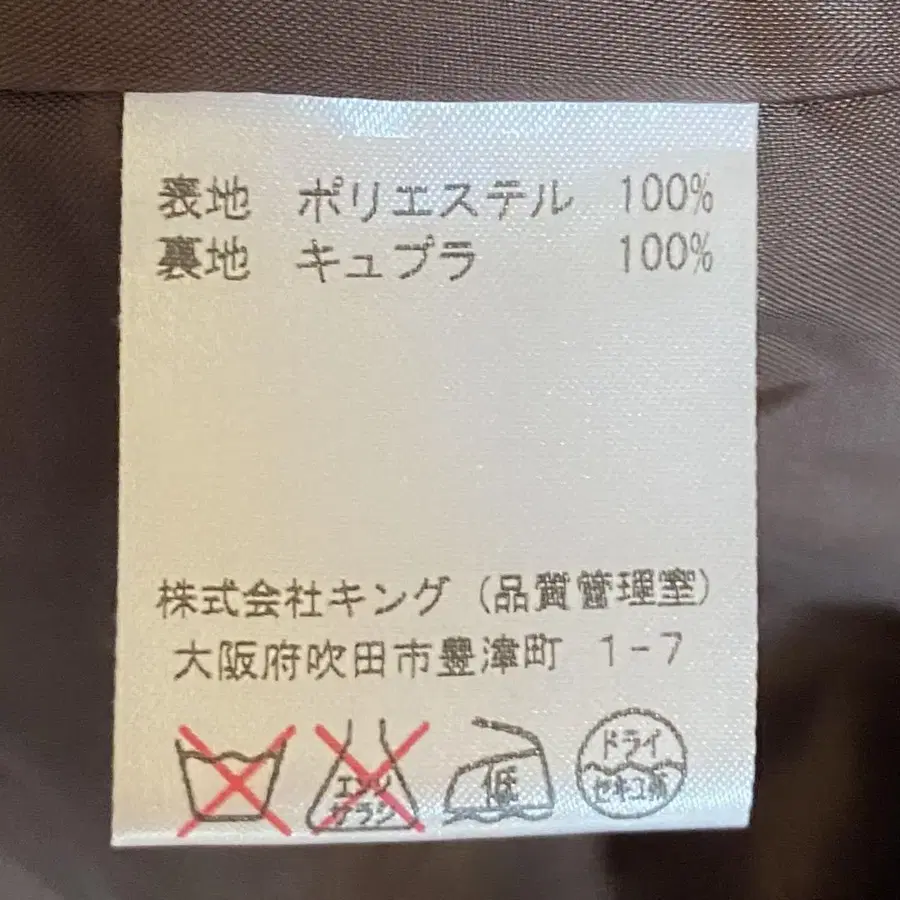 表地 ポリエステル 100%
裏地 キュプラ 100%
株式会社キング (品質管理室)
大阪府吹田市豊津町 1-7
エンソ
サラシ
低
ドライ
セキユ系